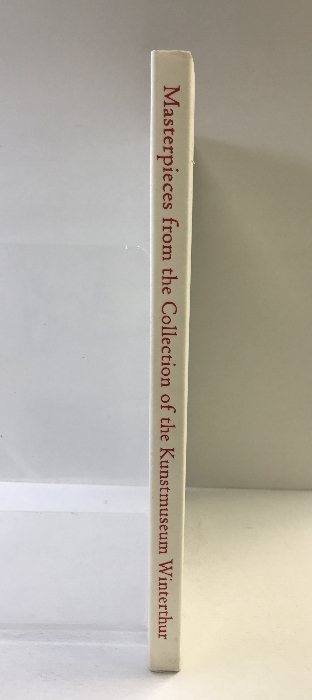 Masterpieces from the Collection of the Kunstmuseum Winterthur